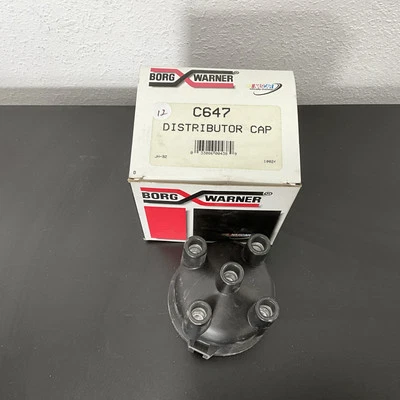 BORG WARNER
12
C647
DISTRIBUTOR CAP
BORG WARNER